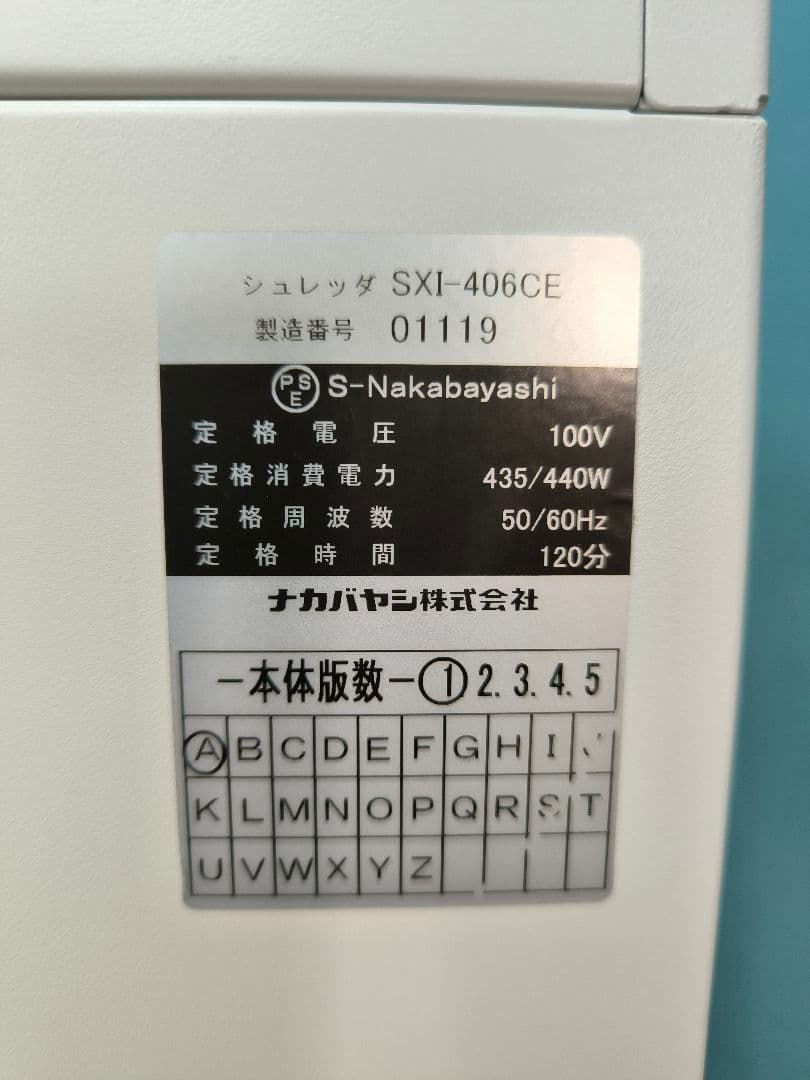 シュレッダ SXI-406CE
製造番号 01119
PSE S-Nakabayashi
定格電圧 100V
定格消費電力 435/440W
定格周波数 50/60Hz
定格時間 120分
ナカバヤシ株式会社
-本体版数-① 2. 3. 4. 5
A B C D E F G H I
K L M N O P Q R S T
U V W X Y Z